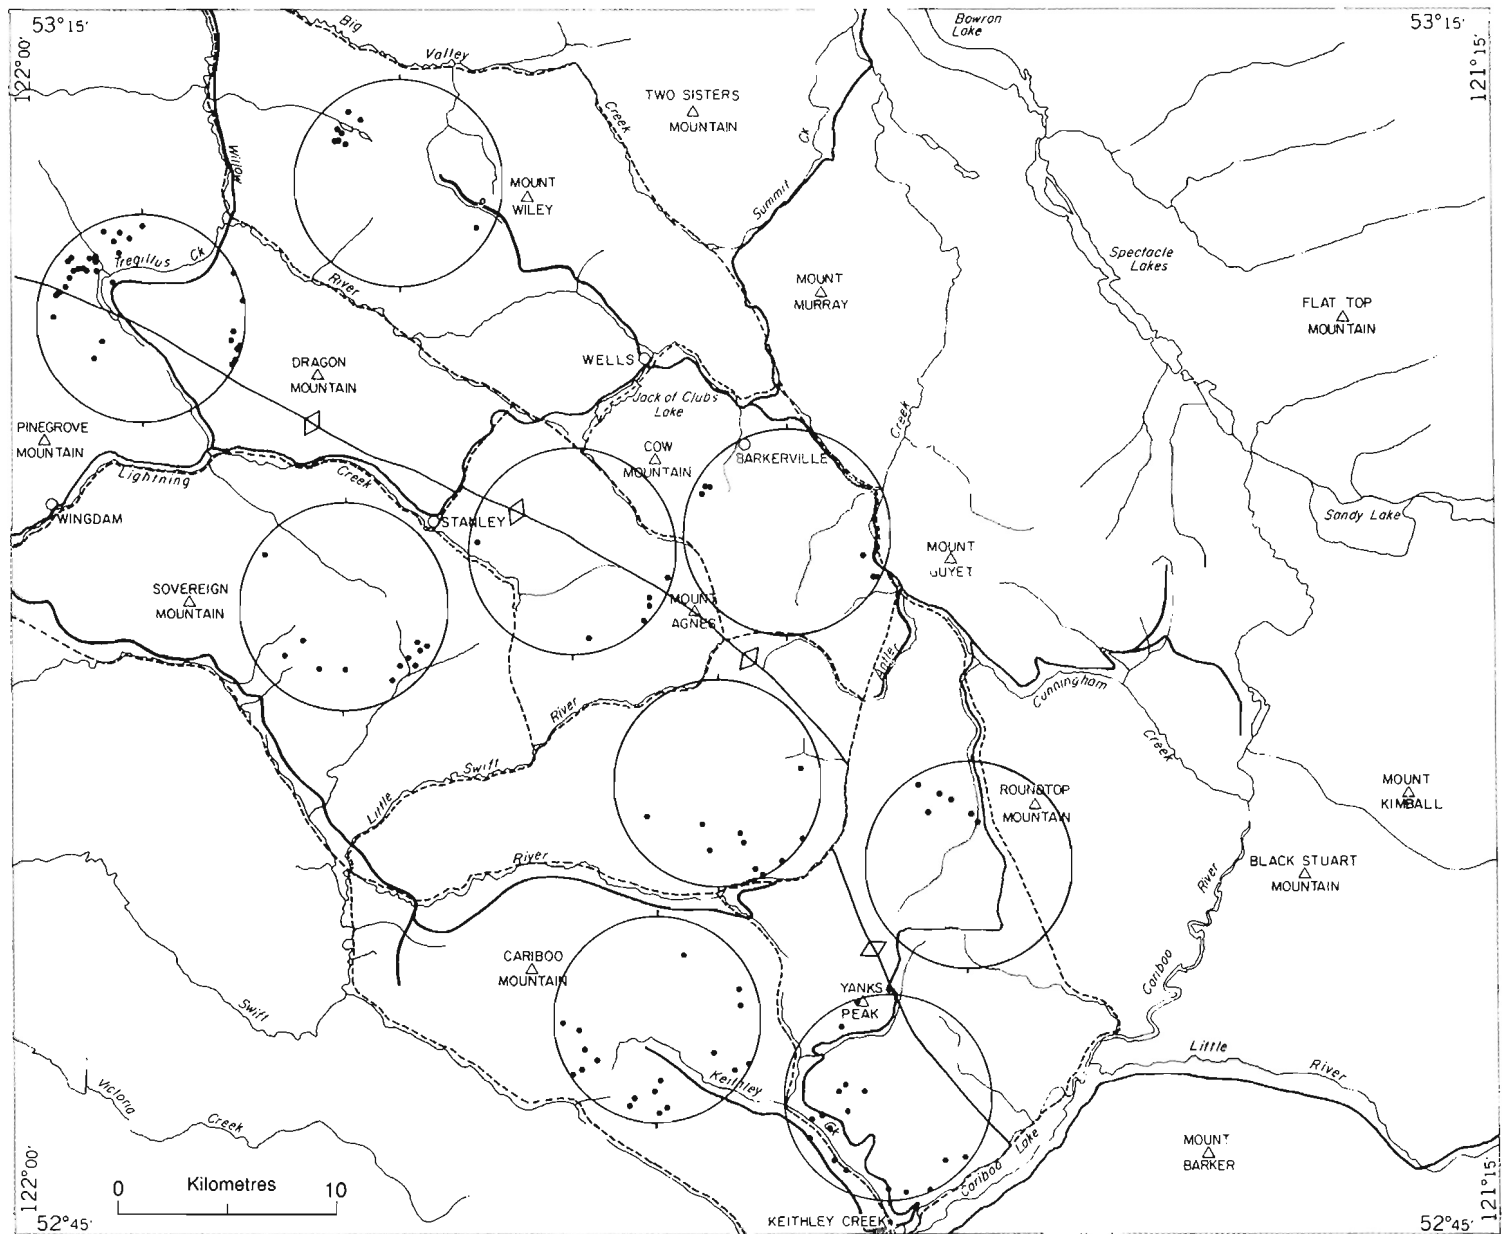 53°15'
53°15'
122°00'
121°15'
Big
Valley
Creek
Bowron
Lake
TWO SISTERS
MOUNTAIN
Willow
Summit
Ck
MOUNT
WILEY
Tregillus
Ck
River
Spectacle
Lakes
MOUNT
MURRAY
FLAT TOP
MOUNTAIN
DRAGON
MOUNTAIN
WELLS
Jack of Clubs
Lake
Creek
PINEGROVE
MOUNTAIN
COW
MOUNTAIN
BARKERVILLE
Lightning
Creek
WINGDAM
STANLEY
Sandy Lake
MOUNT
GUYET
SOVEREIGN
MOUNTAIN
MOUNT
AGNES
Antler
Cunningham
Creek
River
Swift
Little
ROUNDTOP
MOUNTAIN
MOUNT
KIMBALL
River
BLACK STUART
MOUNTAIN
River
Cariboo
CARIBOO
MOUNTAIN
YANKS
PEAK
Swift
Little
River
Keithley
Ck
Victoria
Creek
Cariboo
Lake
MOUNT
BARKER
0
Kilometres
10
KEITHLEY CREEK
122°00'
121°15'
52°45'
52°45'